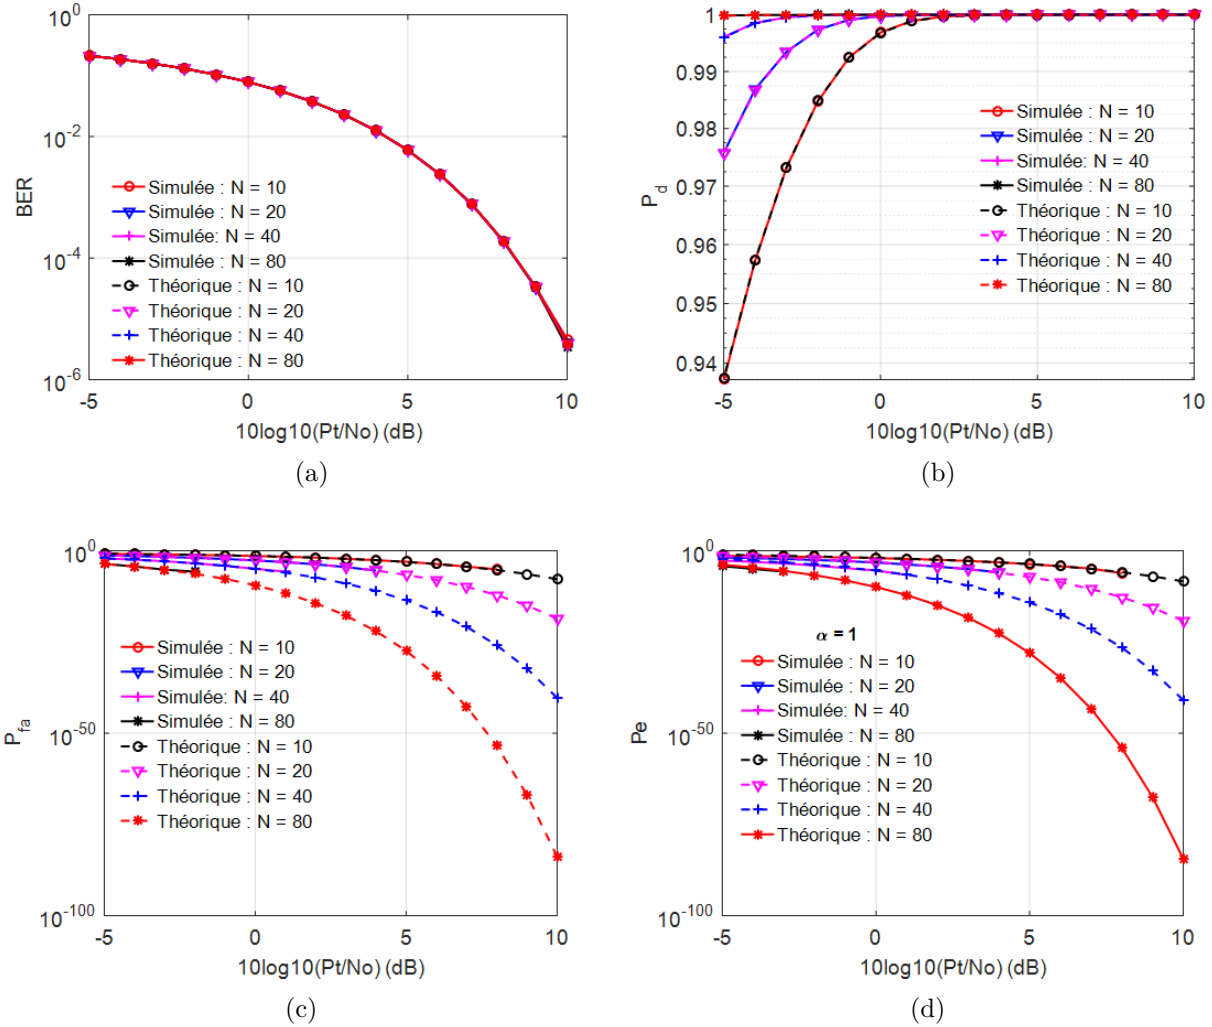 10^0
10^-2
10^-4
10^-6
BER
Simulée : N = 10
Simulée : N = 20
Simulée: N = 40
Simulée : N = 80
Théorique : N = 10
Théorique : N = 20
Théorique : N = 40
Théorique : N = 80
-5 0 5 10
10log10(Pt/No) (dB)
(a)
1
0.99
0.98
0.97
0.96
0.95
0.94
P_d
Simulée : N = 10
Simulée : N = 20
Simulée: N = 40
Simulée : N = 80
Théorique : N = 10
Théorique : N = 20
Théorique : N = 40
Théorique : N = 80
-5 0 5 10
10log10(Pt/No) (dB)
(b)
10^0
10^-50
10^-100
P_fa
Simulée : N = 10
Simulée : N = 20
Simulée: N = 40
Simulée : N = 80
Théorique : N = 10
Théorique : N = 20
Théorique : N = 40
Théorique : N = 80
-5 0 5 10
10log10(Pt/No) (dB)
(c)
10^0
10^-50
10^-100
Pe
α = 1
Simulée : N = 10
Simulée : N = 20
Simulée: N = 40
Simulée : N = 80
Théorique : N = 10
Théorique : N = 20
Théorique : N = 40
Théorique : N = 80
-5 0 5 10
10log10(Pt/No) (dB)
(d)